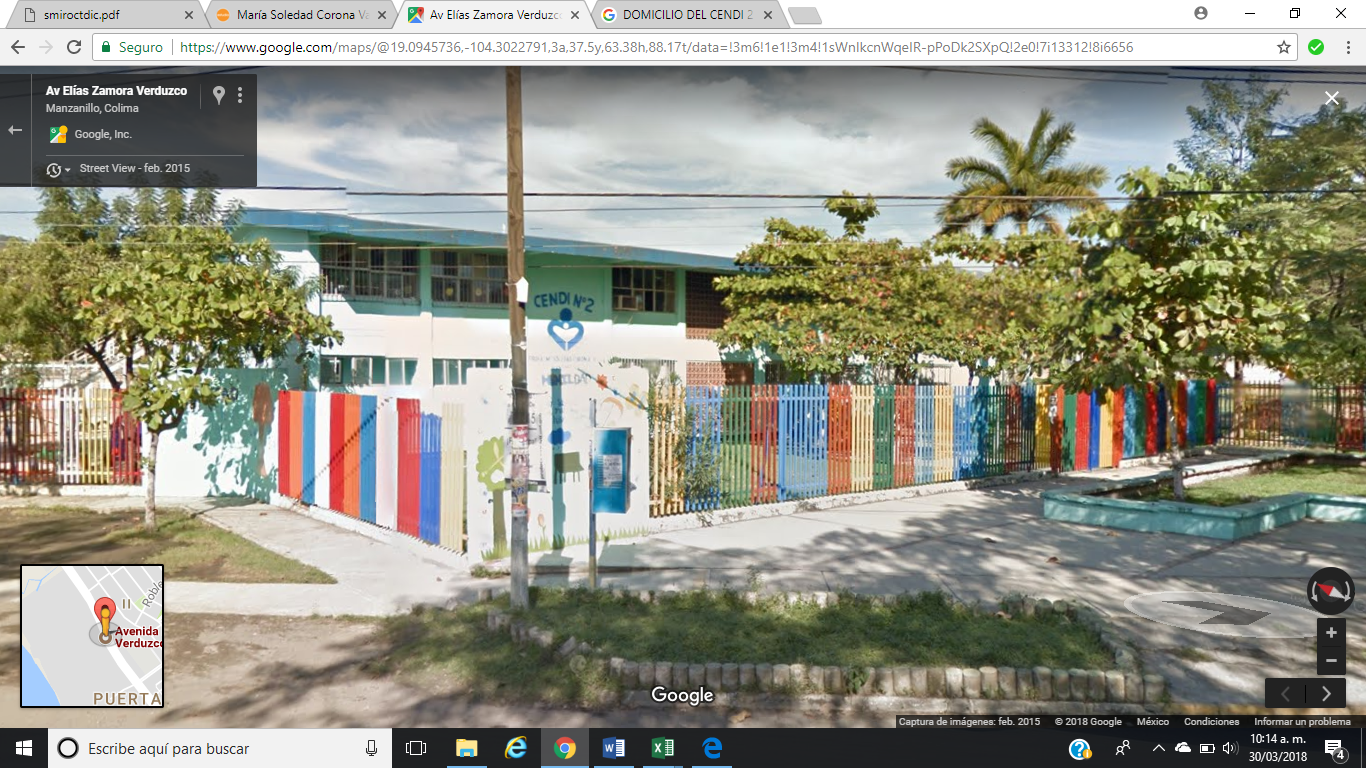 smiroctdic.pdf
María Soledad Corona Va
Av Elías Zamora Verduzco
DOMICILIO DEL CENDI 2
Seguro
https://www.google.com/maps/@19.0945736,-104.3022791,3a,37.5y,63.38h,88.17t/data=!3m6!1e1!3m4!1sWnIkcnWqeIR-pPoDk2SXpQ!2e0!7i13312!8i6656
Av Elías Zamora Verduzco
Manzanillo, Colima
Google, Inc.
Street View - feb. 2015
CENDI Nº2
Roble
Avenida
Verduzco
PUERTA
Google
Captura de imágenes: feb. 2015 © 2018 Google México Condiciones Informar un problema
Escribe aquí para buscar
10:14 a. m.
30/03/2018
4